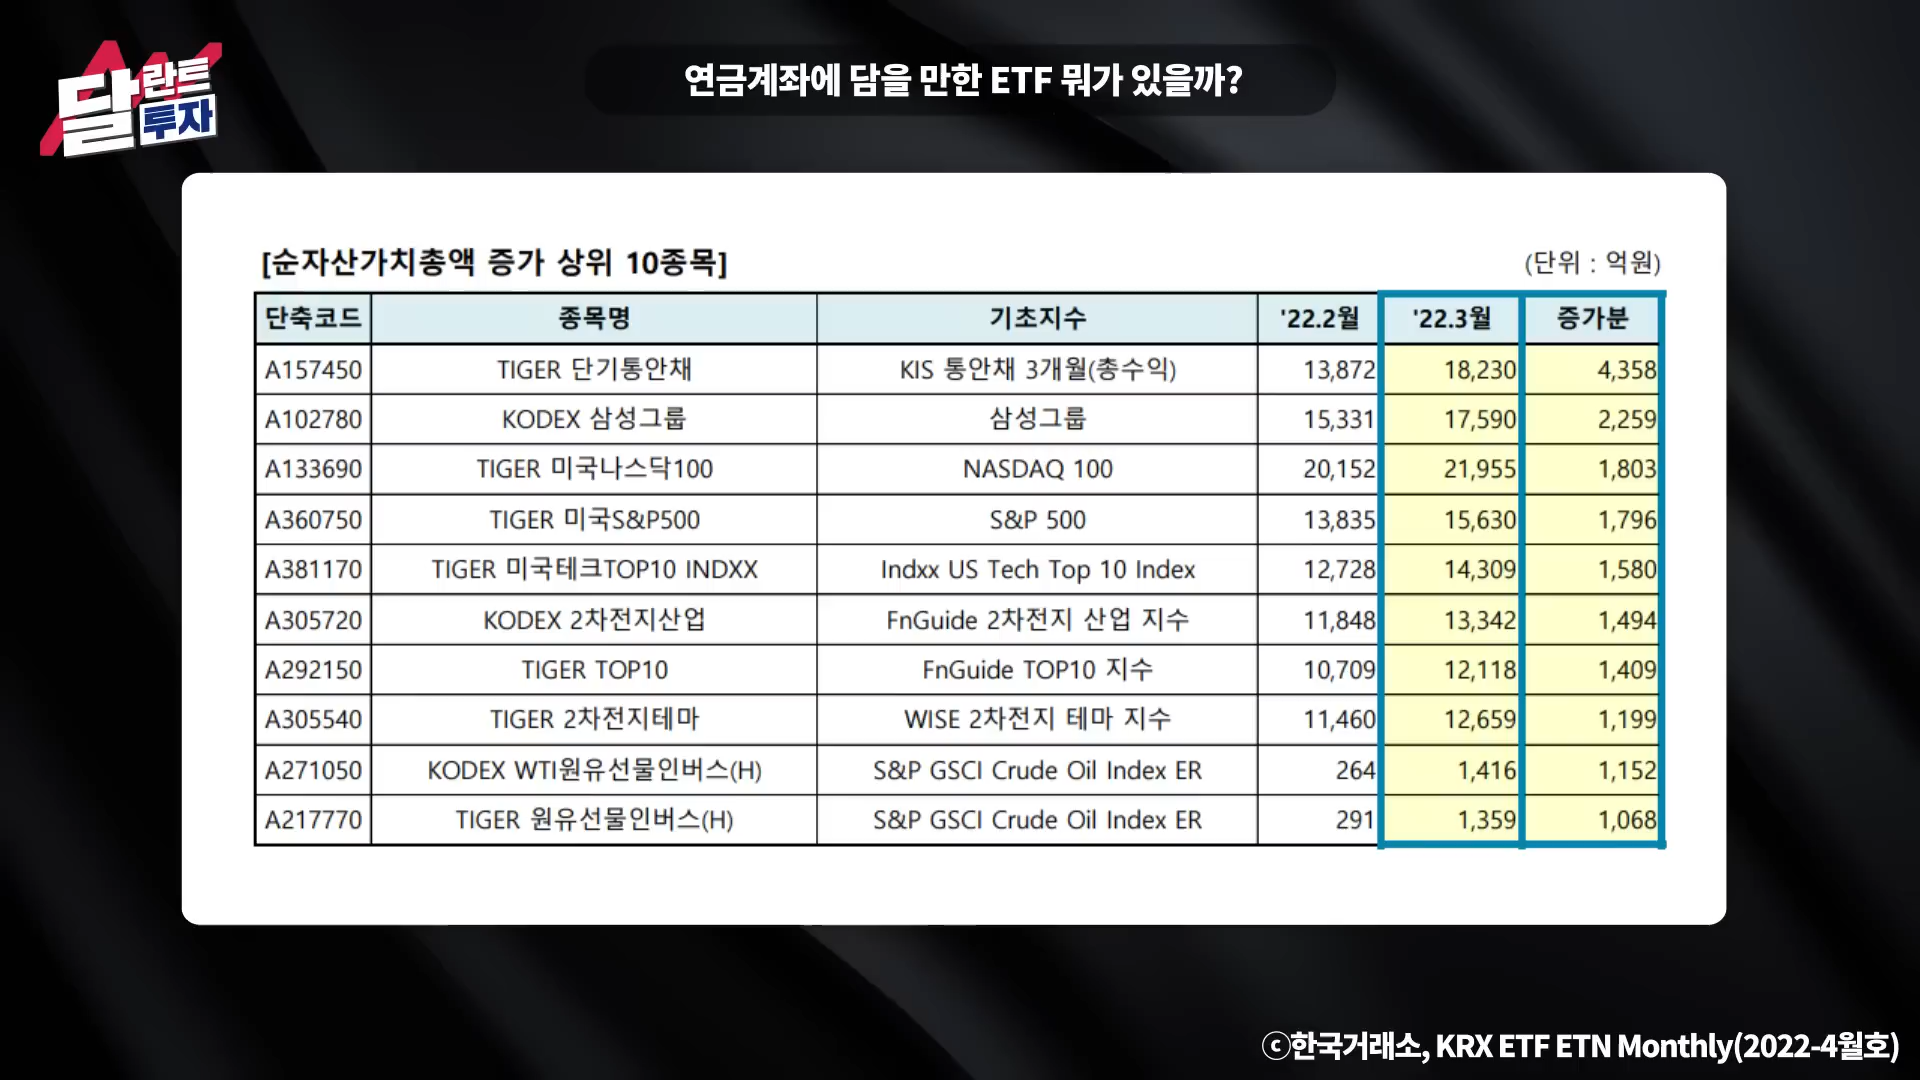 달란트
투자
연금계좌에 담을 만한 ETF 뭐가 있을까?
[순자산가치총액 증가 상위 10종목]
(단위 : 억원)
단축코드 종목명 기초지수 '22.2월 '22.3월 증가분
A157450 TIGER 단기통안채 KIS 통안채 3개월(총수익) 13,872 18,230 4,358
A102780 KODEX 삼성그룹 삼성그룹 15,331 17,590 2,259
A133690 TIGER 미국나스닥100 NASDAQ 100 20,152 21,955 1,803
A360750 TIGER 미국S&P500 S&P 500 13,835 15,630 1,796
A381170 TIGER 미국테크TOP10 INDXX Indxx US Tech Top 10 Index 12,728 14,309 1,580
A305720 KODEX 2차전지산업 FnGuide 2차전지 산업 지수 11,848 13,342 1,494
A292150 TIGER TOP10 FnGuide TOP10 지수 10,709 12,118 1,409
A305540 TIGER 2차전지테마 WISE 2차전지 테마 지수 11,460 12,659 1,199
A271050 KODEX WTI원유선물인버스(H) S&P GSCI Crude Oil Index ER 264 1,416 1,152
A217770 TIGER 원유선물인버스(H) S&P GSCI Crude Oil Index ER 291 1,359 1,068
ⓒ한국거래소, KRX ETF ETN Monthly(2022-4월호)